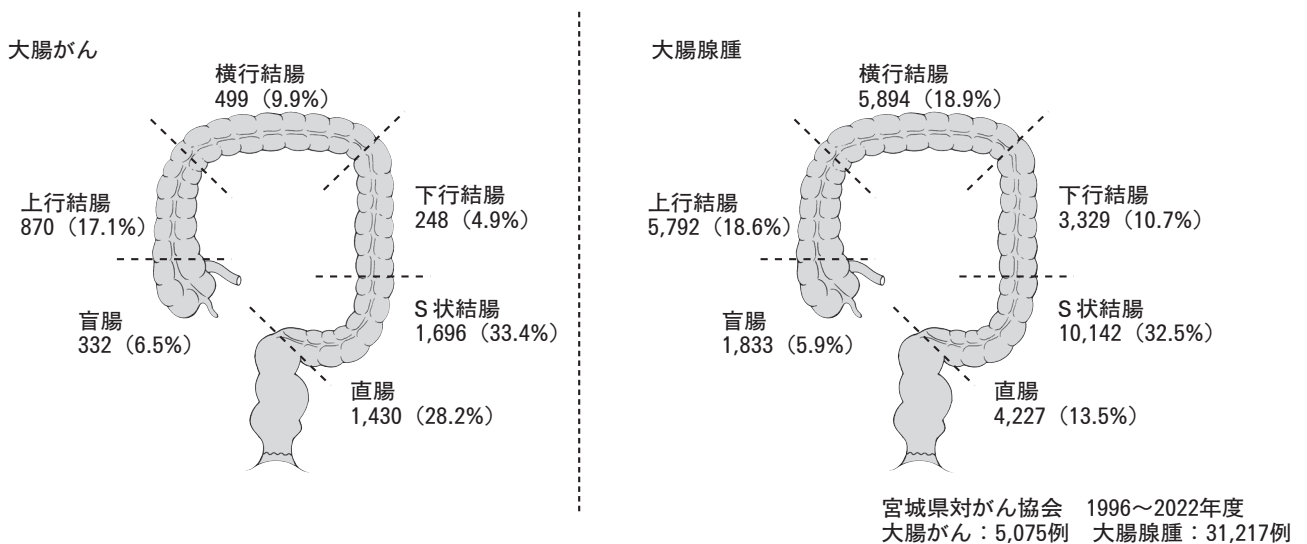 大腸がん
横行結腸
499（9.9%）
上行結腸
870（17.1%）
下行結腸
248（4.9%）
盲腸
332（6.5%）
S状結腸
1,696（33.4%）
直腸
1,430（28.2%）
大腸腺腫
横行結腸
5,894（18.9%）
上行結腸
5,792（18.6%）
下行結腸
3,329（10.7%）
盲腸
1,833（5.9%）
S状結腸
10,142（32.5%）
直腸
4,227（13.5%）
宮城県対がん協会　1996～2022年度
大腸がん：5,075例　大腸腺腫：31,217例